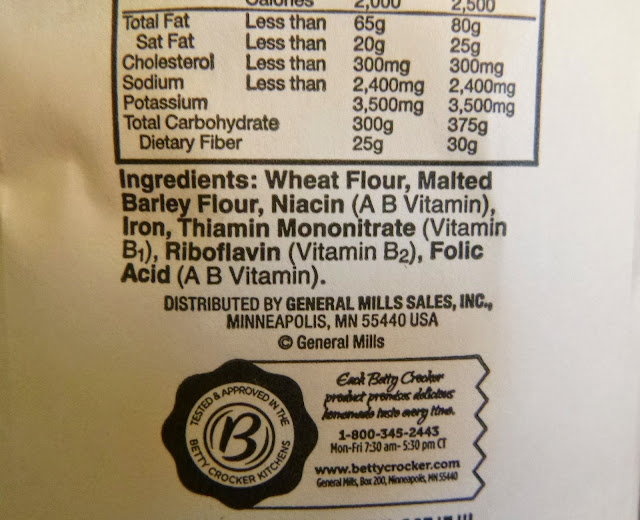 Calories 2,000 2,500
Total Fat Less than 65g 80g
Sat Fat Less than 20g 25g
Cholesterol Less than 300mg 300mg
Sodium Less than 2,400mg 2,400mg
Potassium 3,500mg 3,500mg
Total Carbohydrate 300g 375g
Dietary Fiber 25g 30g
Ingredients: Wheat Flour, Malted
Barley Flour, Niacin (A B Vitamin),
Iron, Thiamin Mononitrate (Vitamin
B1), Riboflavin (Vitamin B2), Folic
Acid (A B Vitamin).
DISTRIBUTED BY GENERAL MILLS SALES, INC.,
MINNEAPOLIS, MN 55440 USA
© General Mills
TESTED & APPROVED IN THE
B
BETTY CROCKER KITCHENS
Each Betty Crocker
product promises delicious
homemade taste every time.
1-800-345-2443
Mon-Fri 7:30 am- 5:30 pm CT
www.bettycrocker.com
General Mills, Box 200, Minneapolis, MN 55440